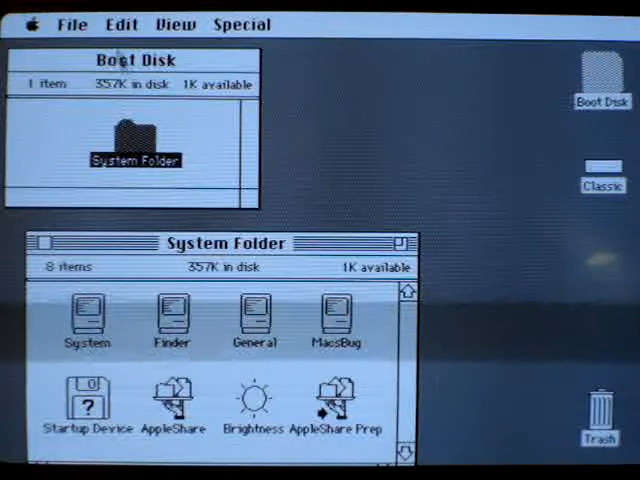 File Edit View Special
Boot Disk
1 item 357K in disk 1K available
System Folder
Boot Disk
Classic
System Folder
8 items 357K in disk 1K available
System Finder General MacsBug
0
?
Startup Device AppleShare Brightness AppleShare Prep
Trash